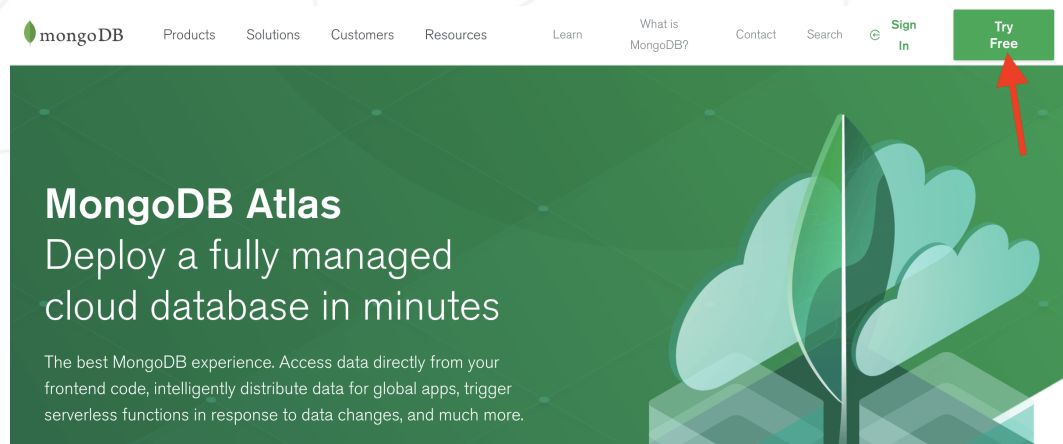 mongoDB
Products
Solutions
Customers
Resources
Learn
What is
MongoDB?
Contact
Search
Sign
In
Try
Free
MongoDB Atlas
Deploy a fully managed
cloud database in minutes
The best MongoDB experience. Access data directly from your
frontend code, intelligently distribute data for global apps, trigger
serverless functions in response to data changes, and much more.